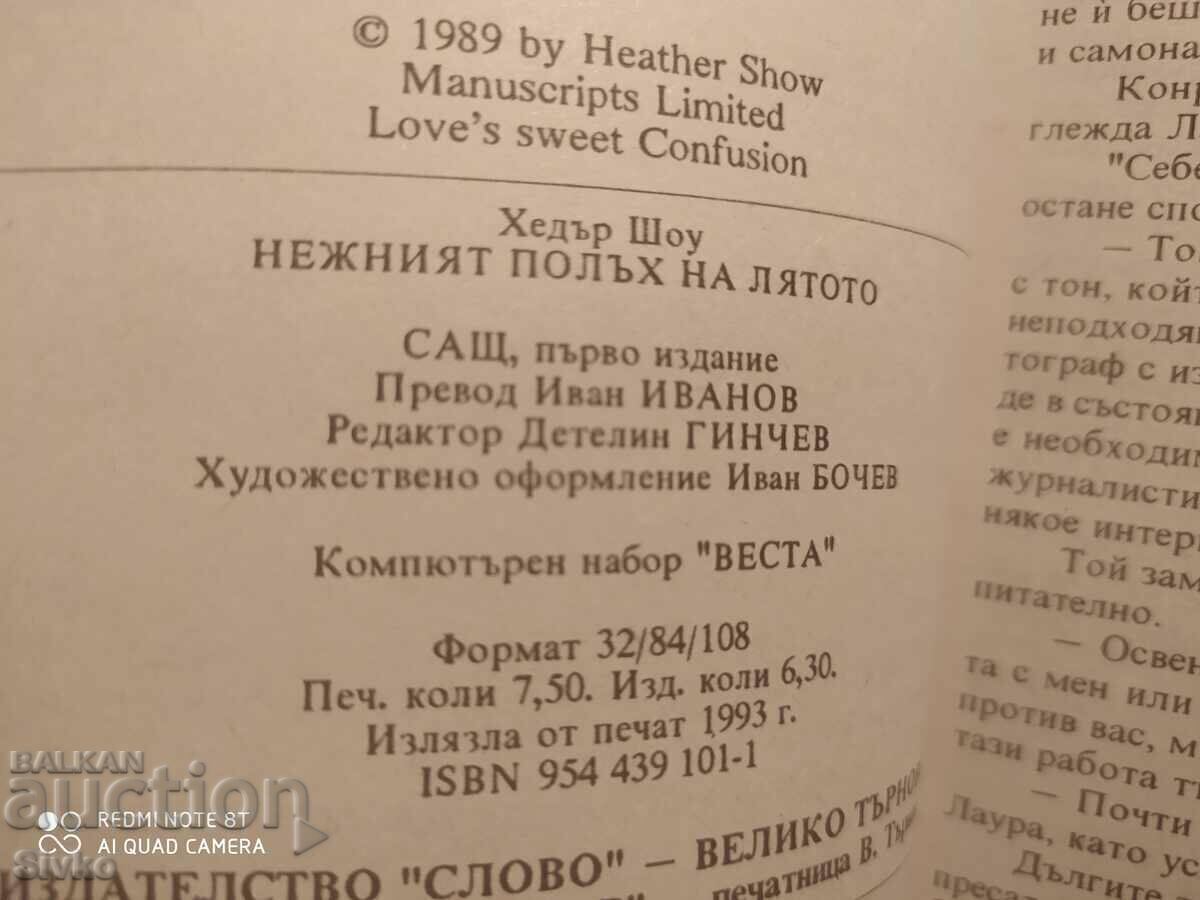 © 1989 by Heather Show
Manuscripts Limited
Love's sweet Confusion
Хедър Шоу
НЕЖНИЯТ ПОЛЪХ НА ЛЯТОТО
САЩ, първо издание
Превод Иван ИВАНОВ
Редактор Детелин ГИНЧЕВ
Художествено оформление Иван БОЧЕВ
Компютърен набор "ВЕСТА"
Формат 32/84/108
Печ. коли 7,50. Изд. коли 6,30.
Излязла от печат 1993 г.
ISBN 954 439 101-1
ИЗДАТЕЛСТВО "СЛОВО" – ВЕЛИКО ТЪРНОВ
печатница В.
не ѝ беш
и самона
Конр
глежда Л
"Себе
остане спо
– То
с тон, койт
неподходя
тограф с из
де в състоя
е необходим
журналисти
някое интер
Той зам
питателно.
– Освен
та с мен или
против вас, м
тази работа т
– Почти
Лаура, като ус
Дългите
преса
BALKAN
auction
REDMI NOTE 8T
AI QUAD CAMERA
Sivko